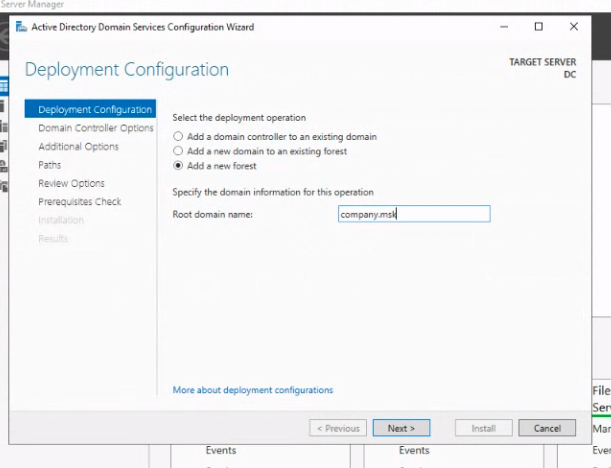 Server Manager
Active Directory Domain Services Configuration Wizard
Deployment Configuration
TARGET SERVER
DC
Deployment Configuration
Domain Controller Options
Additional Options
Paths
Review Options
Prerequisites Check
Installation
Results
Select the deployment operation
Add a domain controller to an existing domain
Add a new domain to an existing forest
Add a new forest
Specify the domain information for this operation
Root domain name:
company.msk
More about deployment configurations
< Previous
Next >
Install
Cancel
File
Ser
Man
Events
Events
Eve